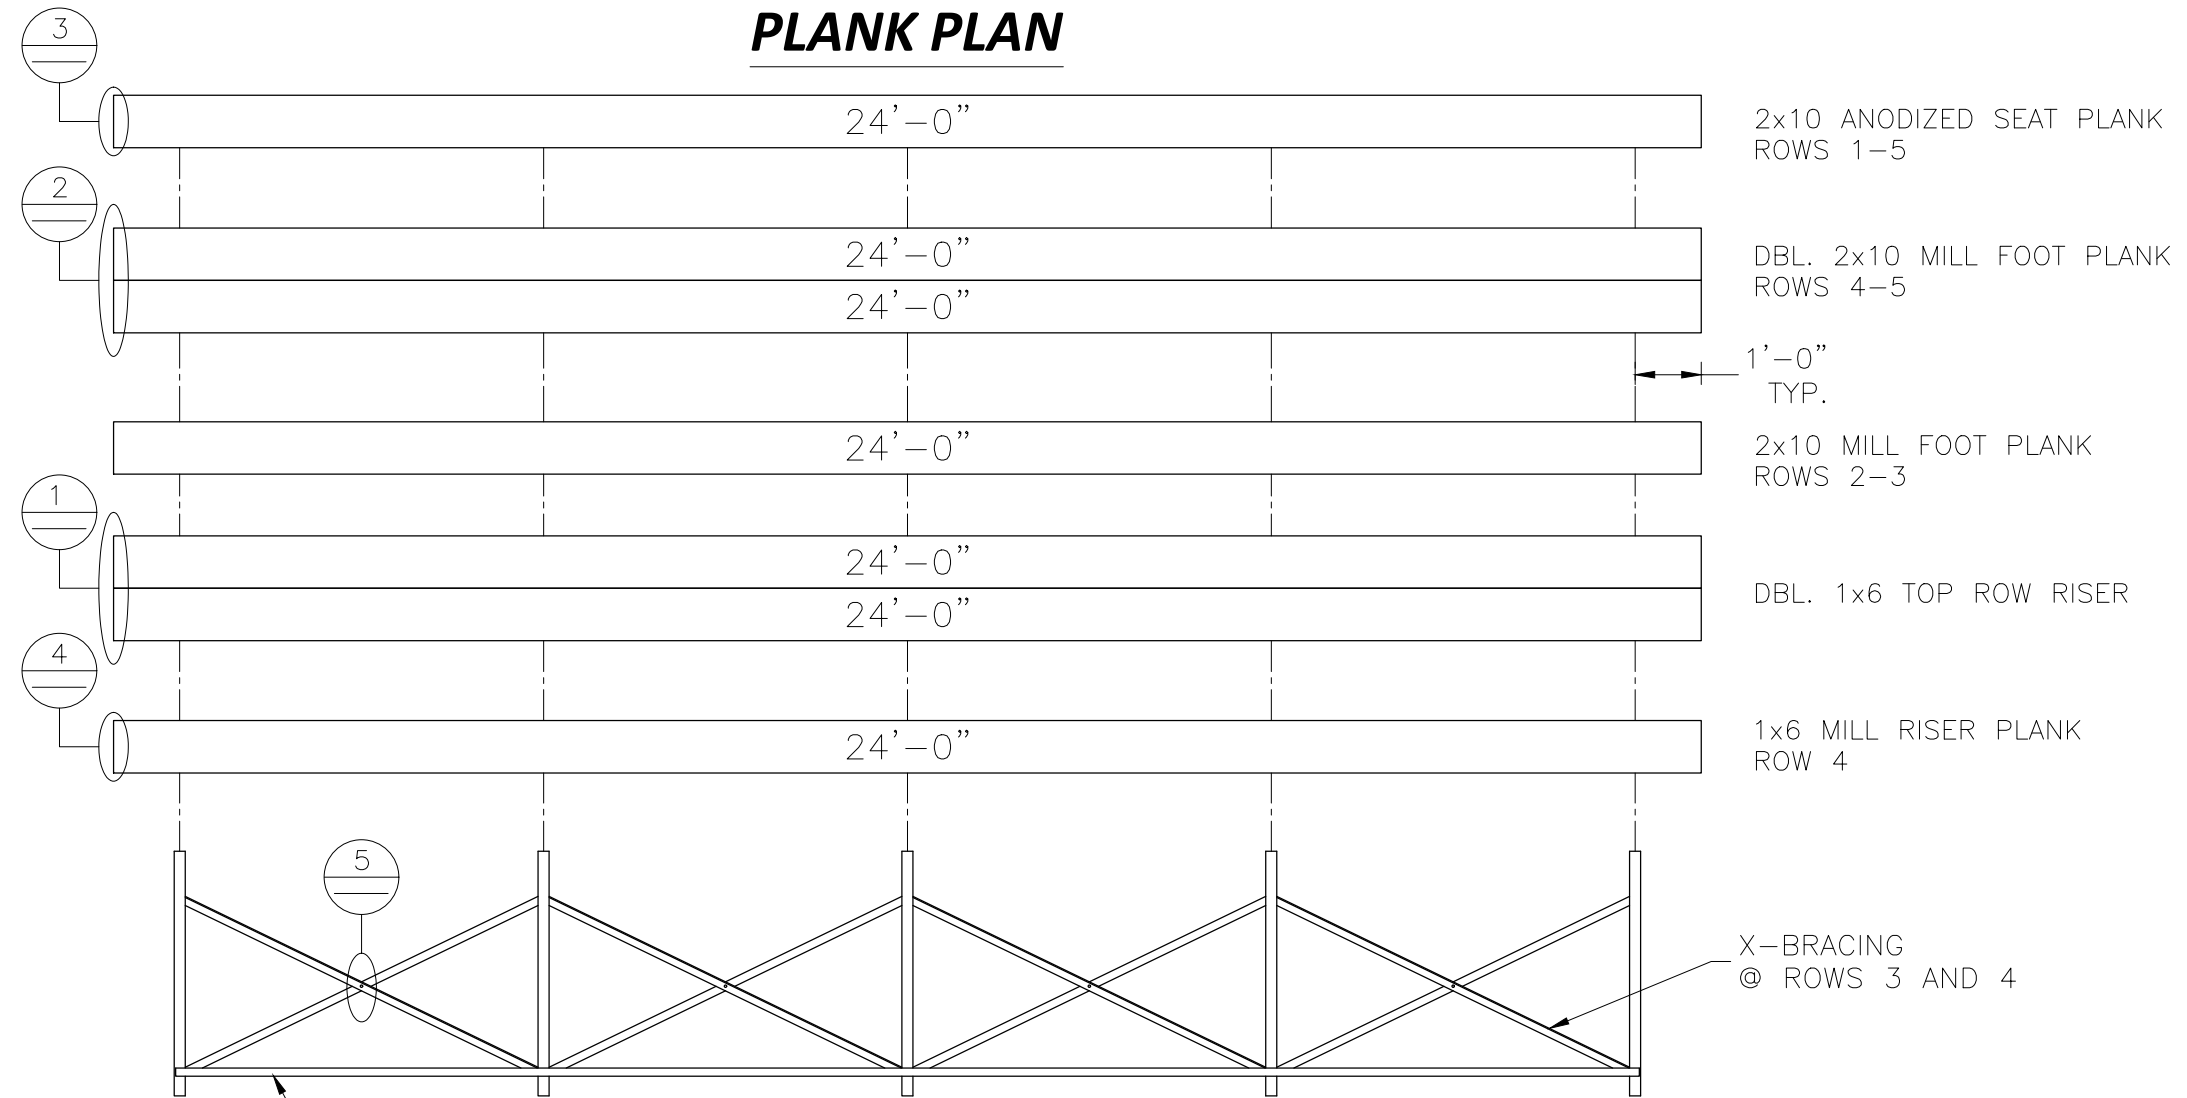 PLANK PLAN
3
24'-0"
2x10 ANODIZED SEAT PLANK
ROWS 1-5
2
24'-0"
24'-0"
DBL. 2x10 MILL FOOT PLANK
ROWS 4-5
1'-0"
TYP.
24'-0"
2x10 MILL FOOT PLANK
ROWS 2-3
1
24'-0"
24'-0"
DBL. 1x6 TOP ROW RISER
4
24'-0"
1x6 MILL RISER PLANK
ROW 4
5
X-BRACING
@ ROWS 3 AND 4